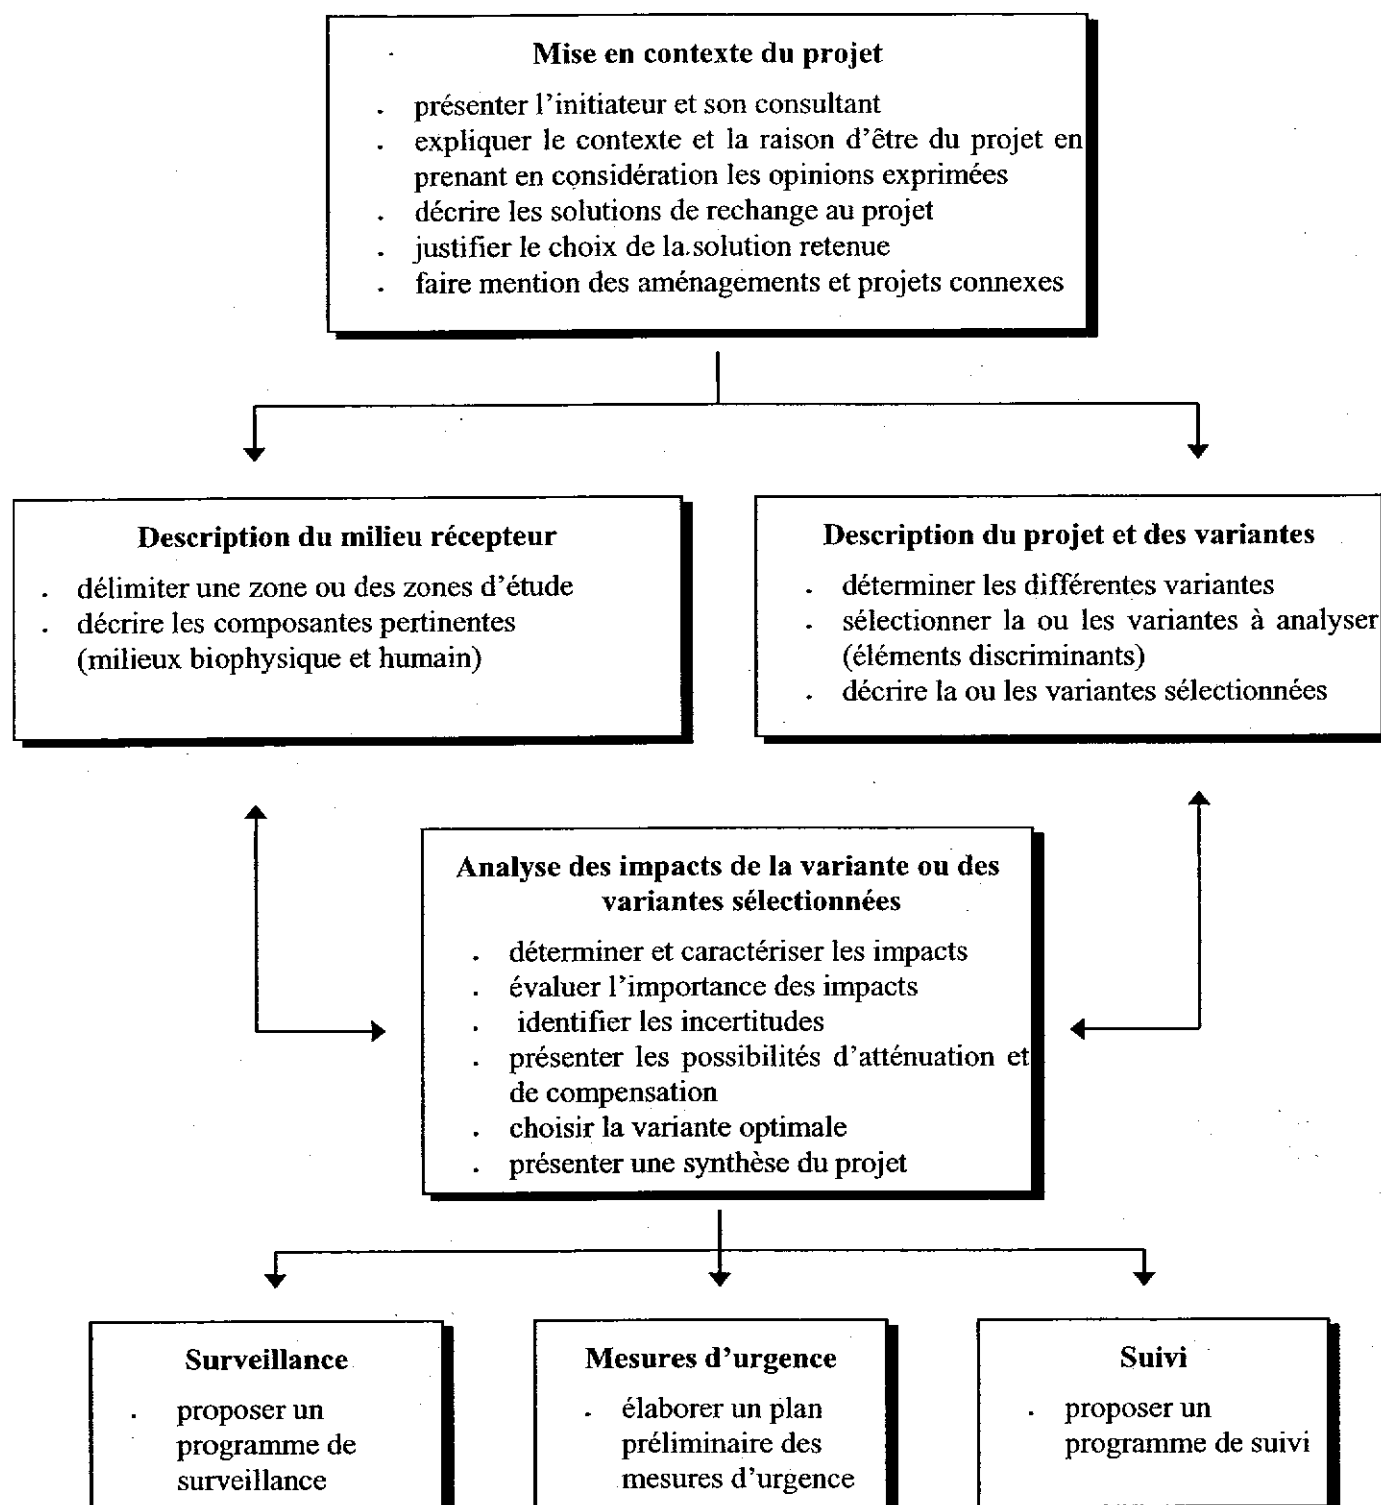 Mise en contexte du projet
. présenter l'initiateur et son consultant
. expliquer le contexte et la raison d'être du projet en
prenant en considération les opinions exprimées
. décrire les solutions de rechange au projet
. justifier le choix de la solution retenue
. faire mention des aménagements et projets connexes
Description du milieu récepteur
. délimiter une zone ou des zones d'étude
. décrire les composantes pertinentes
(milieux biophysique et humain)
Description du projet et des variantes
. déterminer les différentes variantes
. sélectionner la ou les variantes à analyser
(éléments discriminants)
. décrire la ou les variantes sélectionnées
Analyse des impacts de la variante ou des
variantes sélectionnées
. déterminer et caractériser les impacts
. évaluer l'importance des impacts
. identifier les incertitudes
. présenter les possibilités d'atténuation et
de compensation
. choisir la variante optimale
. présenter une synthèse du projet
Surveillance
. proposer un
programme de
surveillance
Mesures d'urgence
. élaborer un plan
préliminaire des
mesures d'urgence
Suivi
. proposer un
programme de suivi